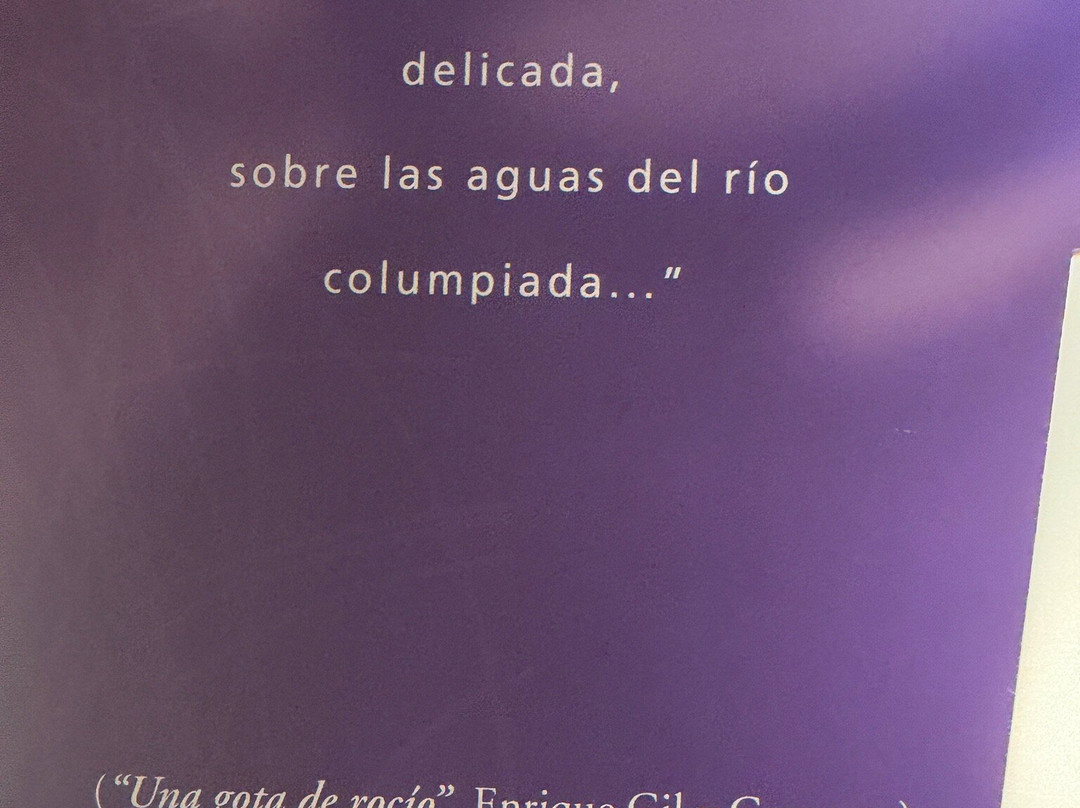 delicada,
sobre las aguas del río
columpiada..."
(“Una gota de rocío” Enrique Gil